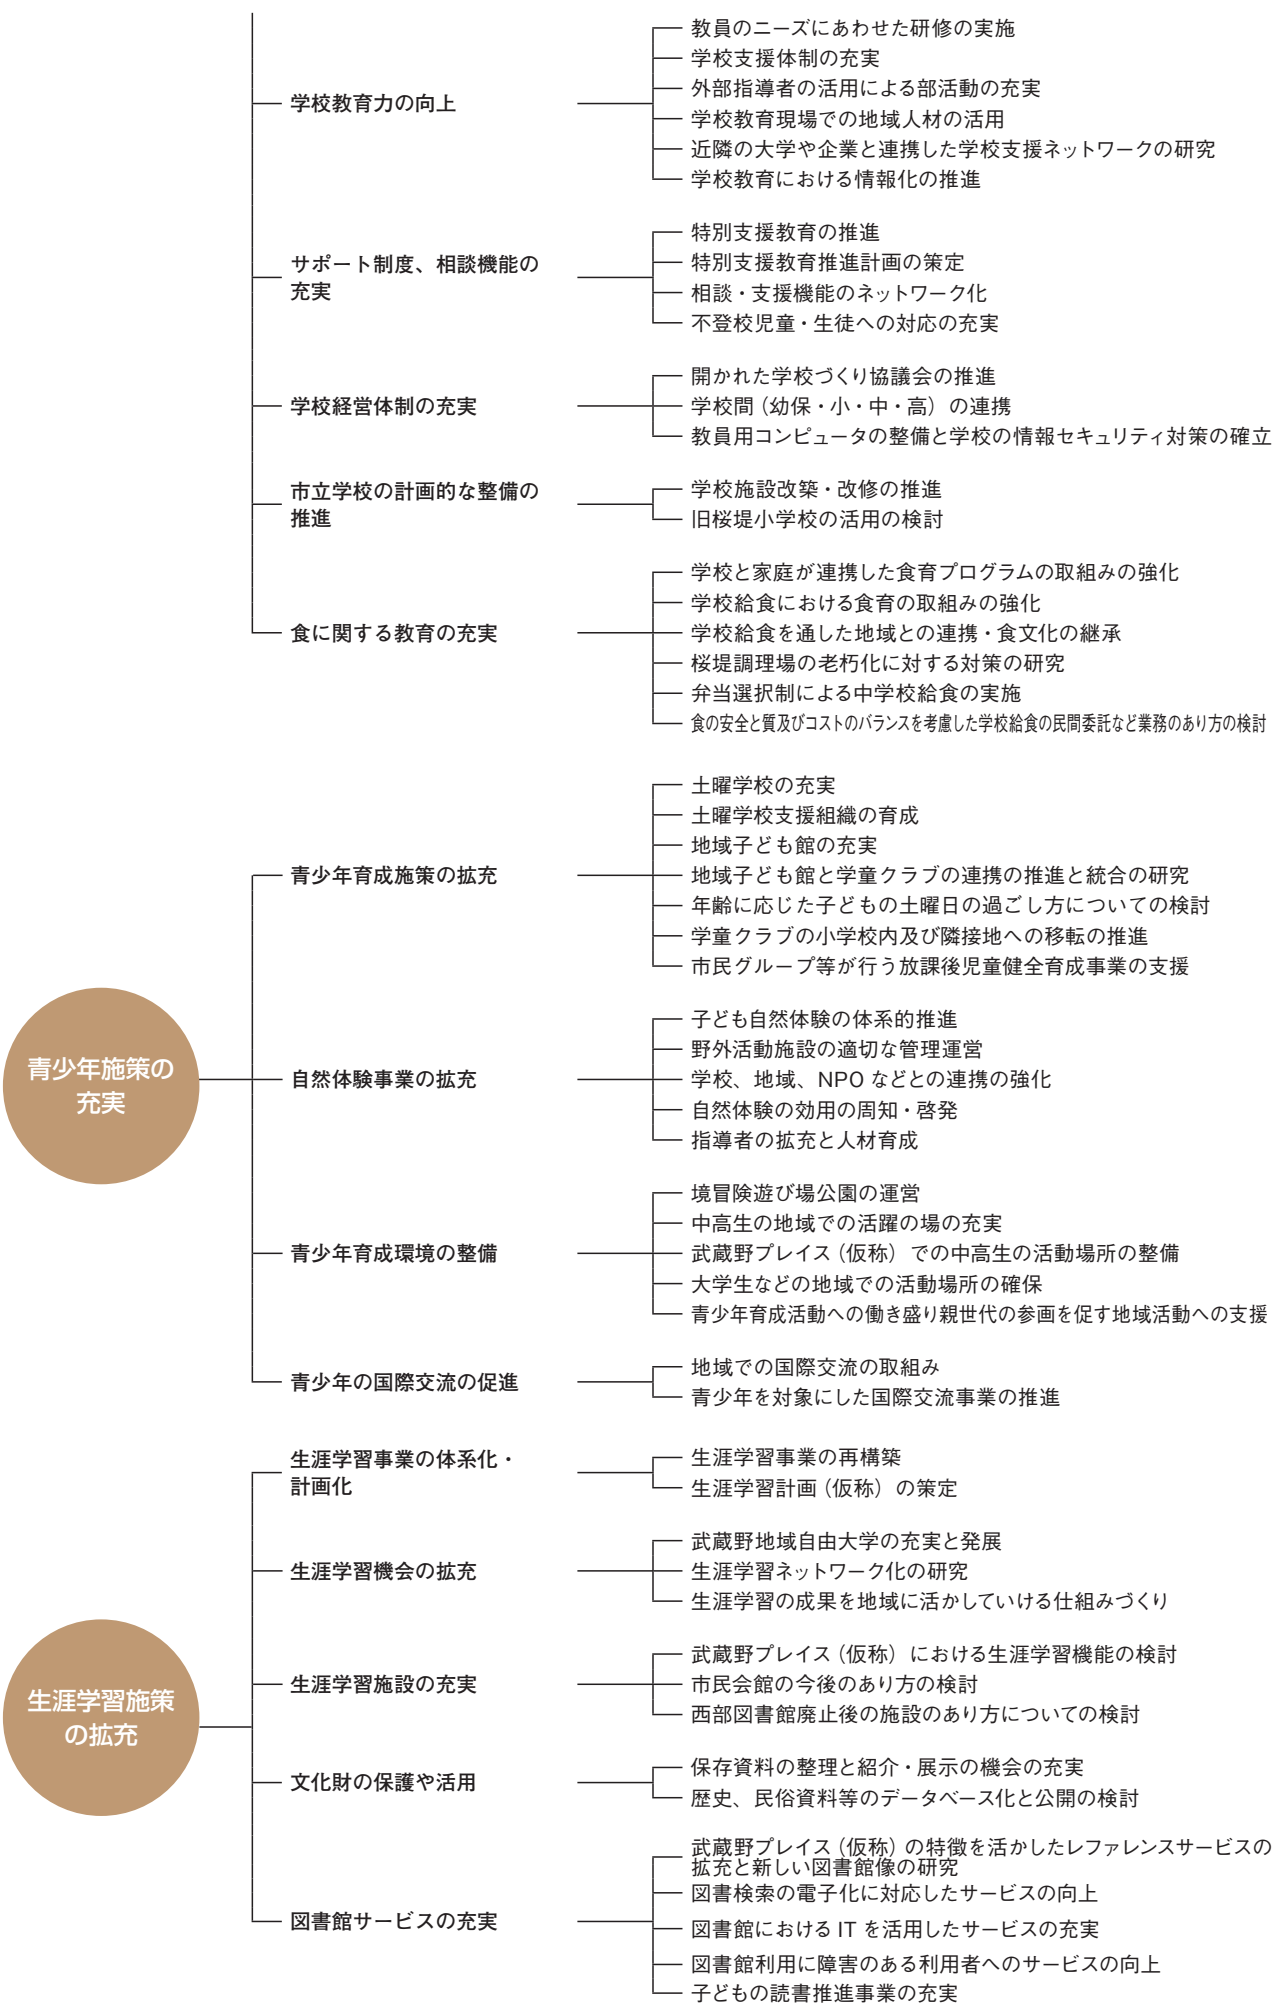 学校教育力の向上
教員のニーズにあわせた研修の実施
学校支援体制の充実
外部指導者の活用による部活動の充実
学校教育現場での地域人材の活用
近隣の大学や企業と連携した学校支援ネットワークの研究
学校教育における情報化の推進
サポート制度、相談機能の
充実
特別支援教育の推進
特別支援教育推進計画の策定
相談・支援機能のネットワーク化
不登校児童・生徒への対応の充実
学校経営体制の充実
開かれた学校づくり協議会の推進
学校間（幼保・小・中・高）の連携
教員用コンピュータの整備と学校の情報セキュリティ対策の確立
市立学校の計画的な整備の
推進
学校施設改築・改修の推進
旧桜堤小学校の活用の検討
食に関する教育の充実
学校と家庭が連携した食育プログラムの取組みの強化
学校給食における食育の取組みの強化
学校給食を通した地域との連携・食文化の継承
桜堤調理場の老朽化に対する対策の研究
弁当選択制による中学校給食の実施
食の安全と質及びコストのバランスを考慮した学校給食の民間委託など業務のあり方の検討
青少年施策の
充実
青少年育成施策の拡充
土曜学校の充実
土曜学校支援組織の育成
地域子ども館の充実
地域子ども館と学童クラブの連携の推進と統合の研究
年齢に応じた子どもの土曜日の過ごし方についての検討
学童クラブの小学校内及び隣接地への移転の推進
市民グループ等が行う放課後児童健全育成事業の支援
自然体験事業の拡充
子ども自然体験の体系的推進
野外活動施設の適切な管理運営
学校、地域、NPO などとの連携の強化
自然体験の効用の周知・啓発
指導者の拡充と人材育成
青少年育成環境の整備
境冒険遊び場公園の運営
中高生の地域での活躍の場の充実
武蔵野プレイス（仮称）での中高生の活動場所の整備
大学生などの地域での活動場所の確保
青少年育成活動への働き盛り親世代の参画を促す地域活動への支援
青少年の国際交流の促進
地域での国際交流の取組み
青少年を対象にした国際交流事業の推進
生涯学習施策
の拡充
生涯学習事業の体系化・
計画化
生涯学習事業の再構築
生涯学習計画（仮称）の策定
生涯学習機会の拡充
武蔵野地域自由大学の充実と発展
生涯学習ネットワーク化の研究
生涯学習の成果を地域に活かしていける仕組みづくり
生涯学習施設の充実
武蔵野プレイス（仮称）における生涯学習機能の検討
市民会館の今後のあり方の検討
西部図書館廃止後の施設のあり方についての検討
文化財の保護や活用
保存資料の整理と紹介・展示の機会の充実
歴史、民俗資料等のデータベース化と公開の検討
図書館サービスの充実
武蔵野プレイス（仮称）の特徴を活かしたレファレンスサービスの
拡充と新しい図書館像の研究
図書検索の電子化に対応したサービスの向上
図書館における IT を活用したサービスの充実
図書館利用に障害のある利用者へのサービスの向上
子どもの読書推進事業の充実